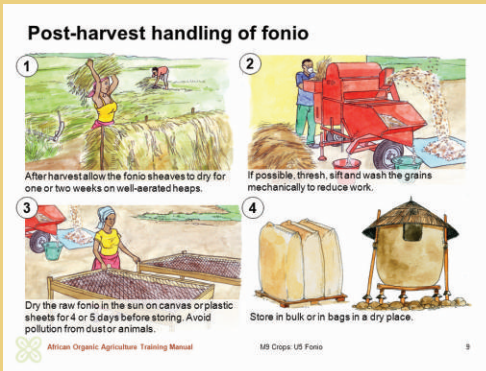 Post-harvest handling of fonio
1
After harvest allow the fonio sheaves to dry for
one or two weeks on well-aerated heaps.
2
If possible, thresh, sift and wash the grains
mechanically to reduce work.
3
Dry the raw fonio in the sun on canvas or plastic
sheets for 4 or 5 days before storing. Avoid
pollution from dust or animals.
4
Store in bulk or in bags in a dry place.
African Organic Agriculture Training Manual
M9 Crops: U5 Fonio
9